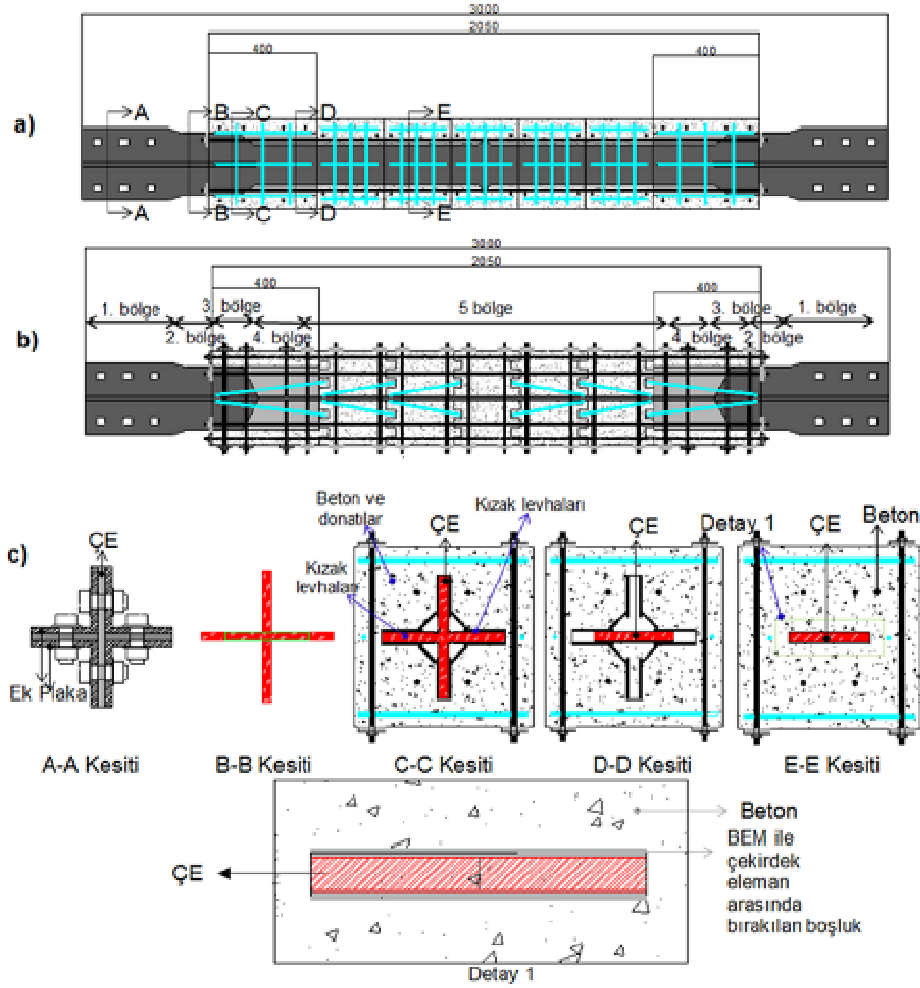 3000
2050
400
400
A
B
C
D
E
a)
A
B
C
D
E
3000
2050
400
400
1. bölge
3. bölge
5 bölge
3. bölge
1. bölge
2. bölge
4. bölge
4. bölge
2 bölge
b)
c)
ÇE
Ek Plaka
Beton ve
donatılar
ÇE
Kızak levhaları
Kızak
levhaları
ÇE
Detay 1
ÇE
Beton
A-A Kesiti
B-B Kesiti
C-C Kesiti
D-D Kesiti
E-E Kesiti
ÇE
Beton
BEM ile
çekirdek
eleman
arasında
bırakılan boşluk
Detay 1